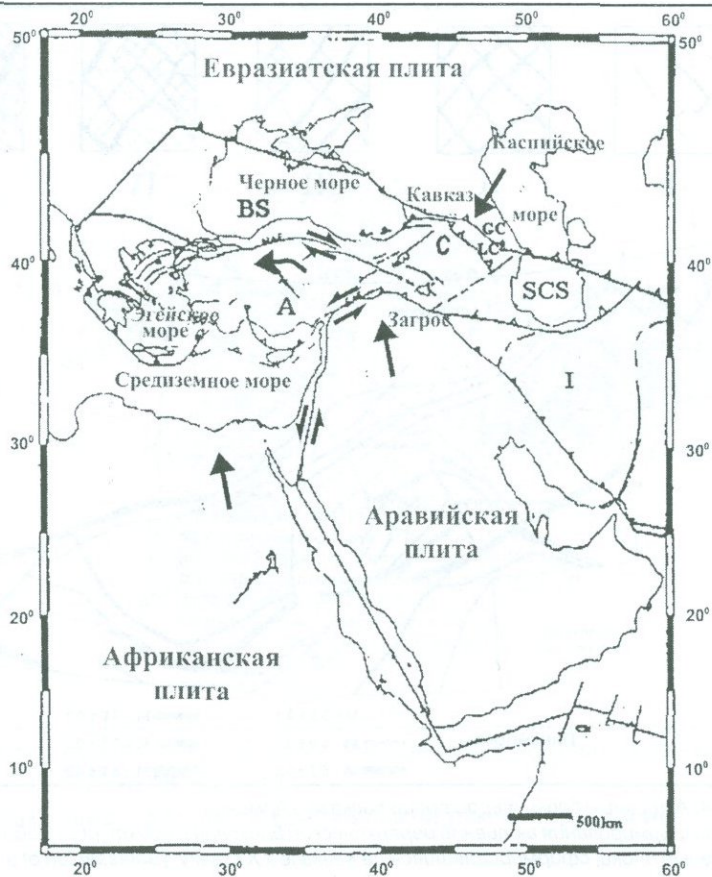 20° 30° 40° 50° 60°
50° 50°
Евразиатская плита
Каспийское
Черное море
Кавказ
море
BS
GC
C
LC
40° 40°
SCS
A
Эгейское
море
Загрос
I
Средиземное море
30° 30°
Аравийская
плита
20° 20°
Африканская
плита
10° 10°
500km
20° 30° 40° 50° 60°